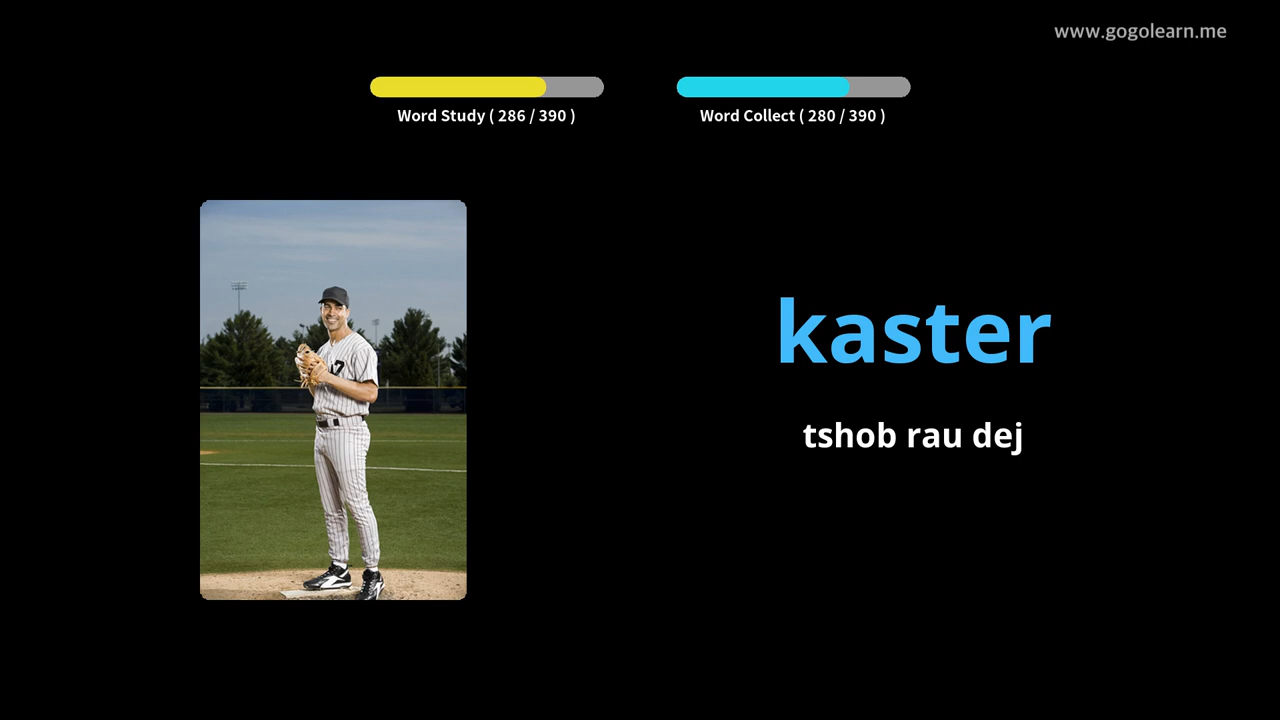 www.gogolearn.me
Word Study ( 286 / 390 )
Word Collect ( 280 / 390 )
kaster
tshob rau dej